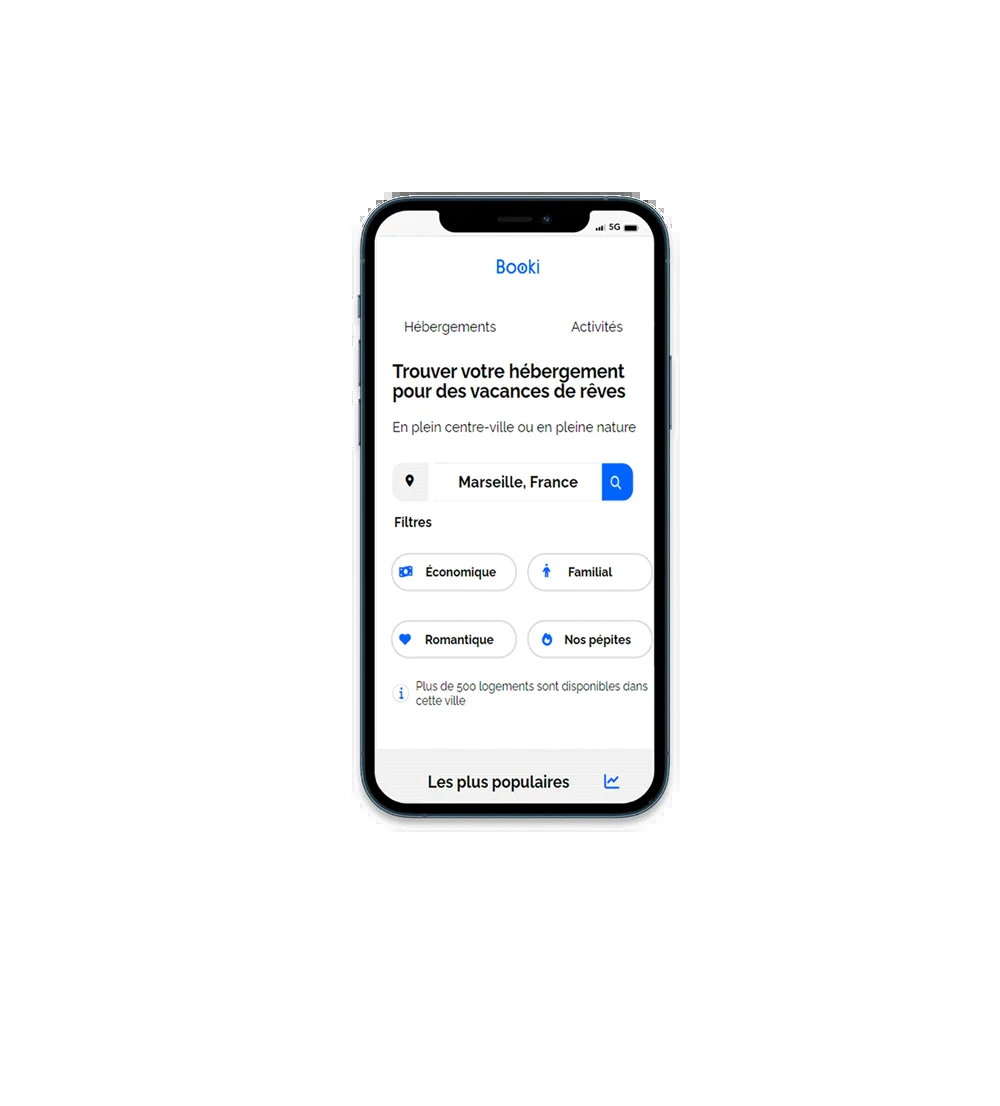 5G
Booki
Hébergements Activités
Trouver votre hébergement
pour des vacances de rêves
En plein centre-ville ou en pleine nature
Marseille, France
Filtres
Économique Familial
Romantique Nos pépites
Plus de 500 logements sont disponibles dans
cette ville
Les plus populaires